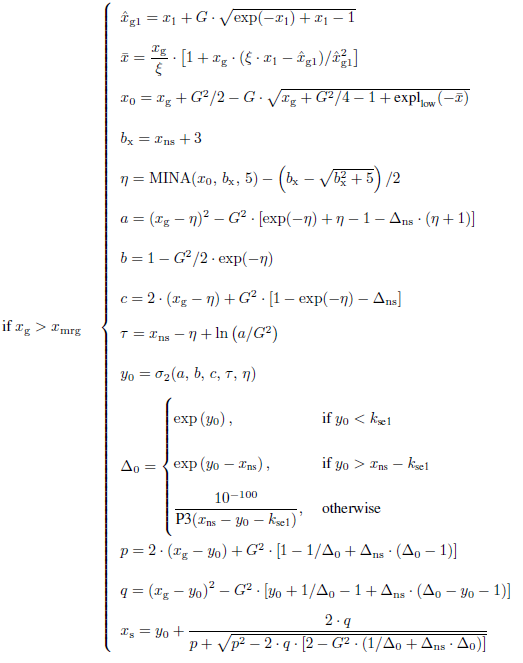 x̂_g1 = x_1 + G · √(exp(−x_1) + x_1 − 1)
x̄ = x_g/ξ · [1 + x_g · (ξ · x_1 − x̂_g1)/x̂²_g1]
x_0 = x_g + G²/2 − G · √(x_g + G²/4 − 1 + expl_low(−x̄))
b_x = x_ns + 3
η = MINA(x_0, b_x, 5) − (b_x − √(b_x² + 5))/2
a = (x_g − η)² − G² · [exp(−η) + η − 1 − Δ_ns · (η + 1)]
b = 1 − G²/2 · exp(−η)
c = 2 · (x_g − η) + G² · [1 − exp(−η) − Δ_ns]
if x_g > x_mrg
τ = x_ns − η + ln (a/G²)
y_0 = σ_2(a, b, c, τ, η)
exp (y_0), if y_0 < k_se1
Δ_0 = exp (y_0 − x_ns), if y_0 > x_ns − k_se1
10^−100 / P3(x_ns − y_0 − k_se1), otherwise
p = 2 · (x_g − y_0) + G² · [1 − 1/Δ_0 + Δ_ns · (Δ_0 − 1)]
q = (x_g − y_0)² − G² · [y_0 + 1/Δ_0 − 1 + Δ_ns · (Δ_0 − y_0 − 1)]
x_s = y_0 + 2 · q / (p + √(p² − 2 · q · [2 − G² · (1/Δ_0 + Δ_ns · Δ_0)]))